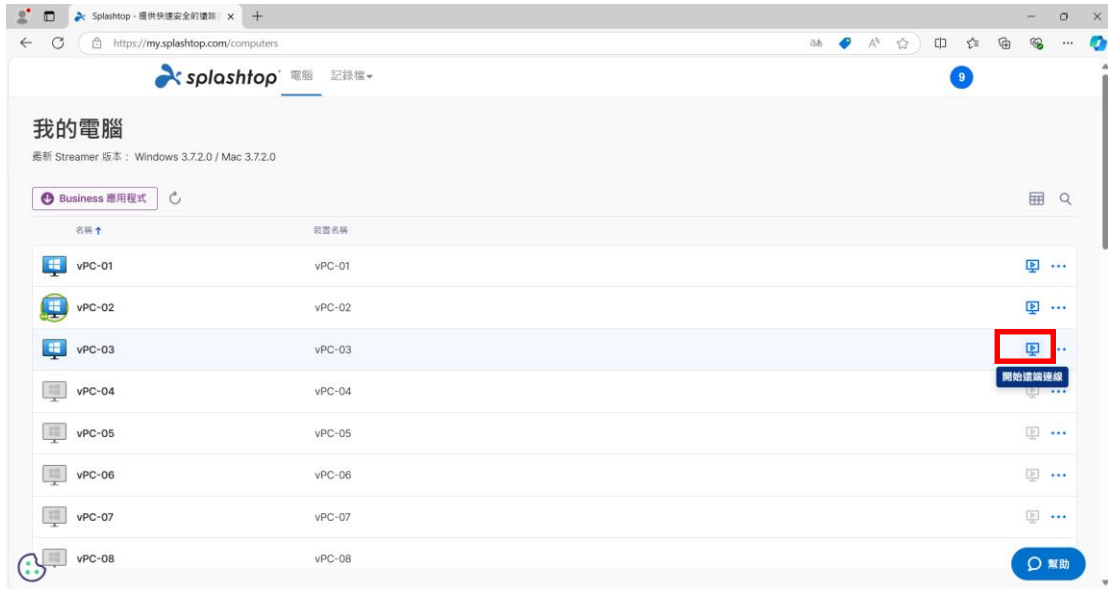 Splashtop - 提供快速安全的遠端
https://my.splashtop.com/computers
splashtop 電腦 記錄檔
9
我的電腦
最新 Streamer 版本： Windows 3.7.2.0 / Mac 3.7.2.0
Business 應用程式
名稱 裝置名稱
vPC-01 vPC-01
vPC-02 vPC-02
vPC-03 vPC-03
開始遠端連線
vPC-04 vPC-04
vPC-05 vPC-05
vPC-06 vPC-06
vPC-07 vPC-07
vPC-08 vPC-08
幫助